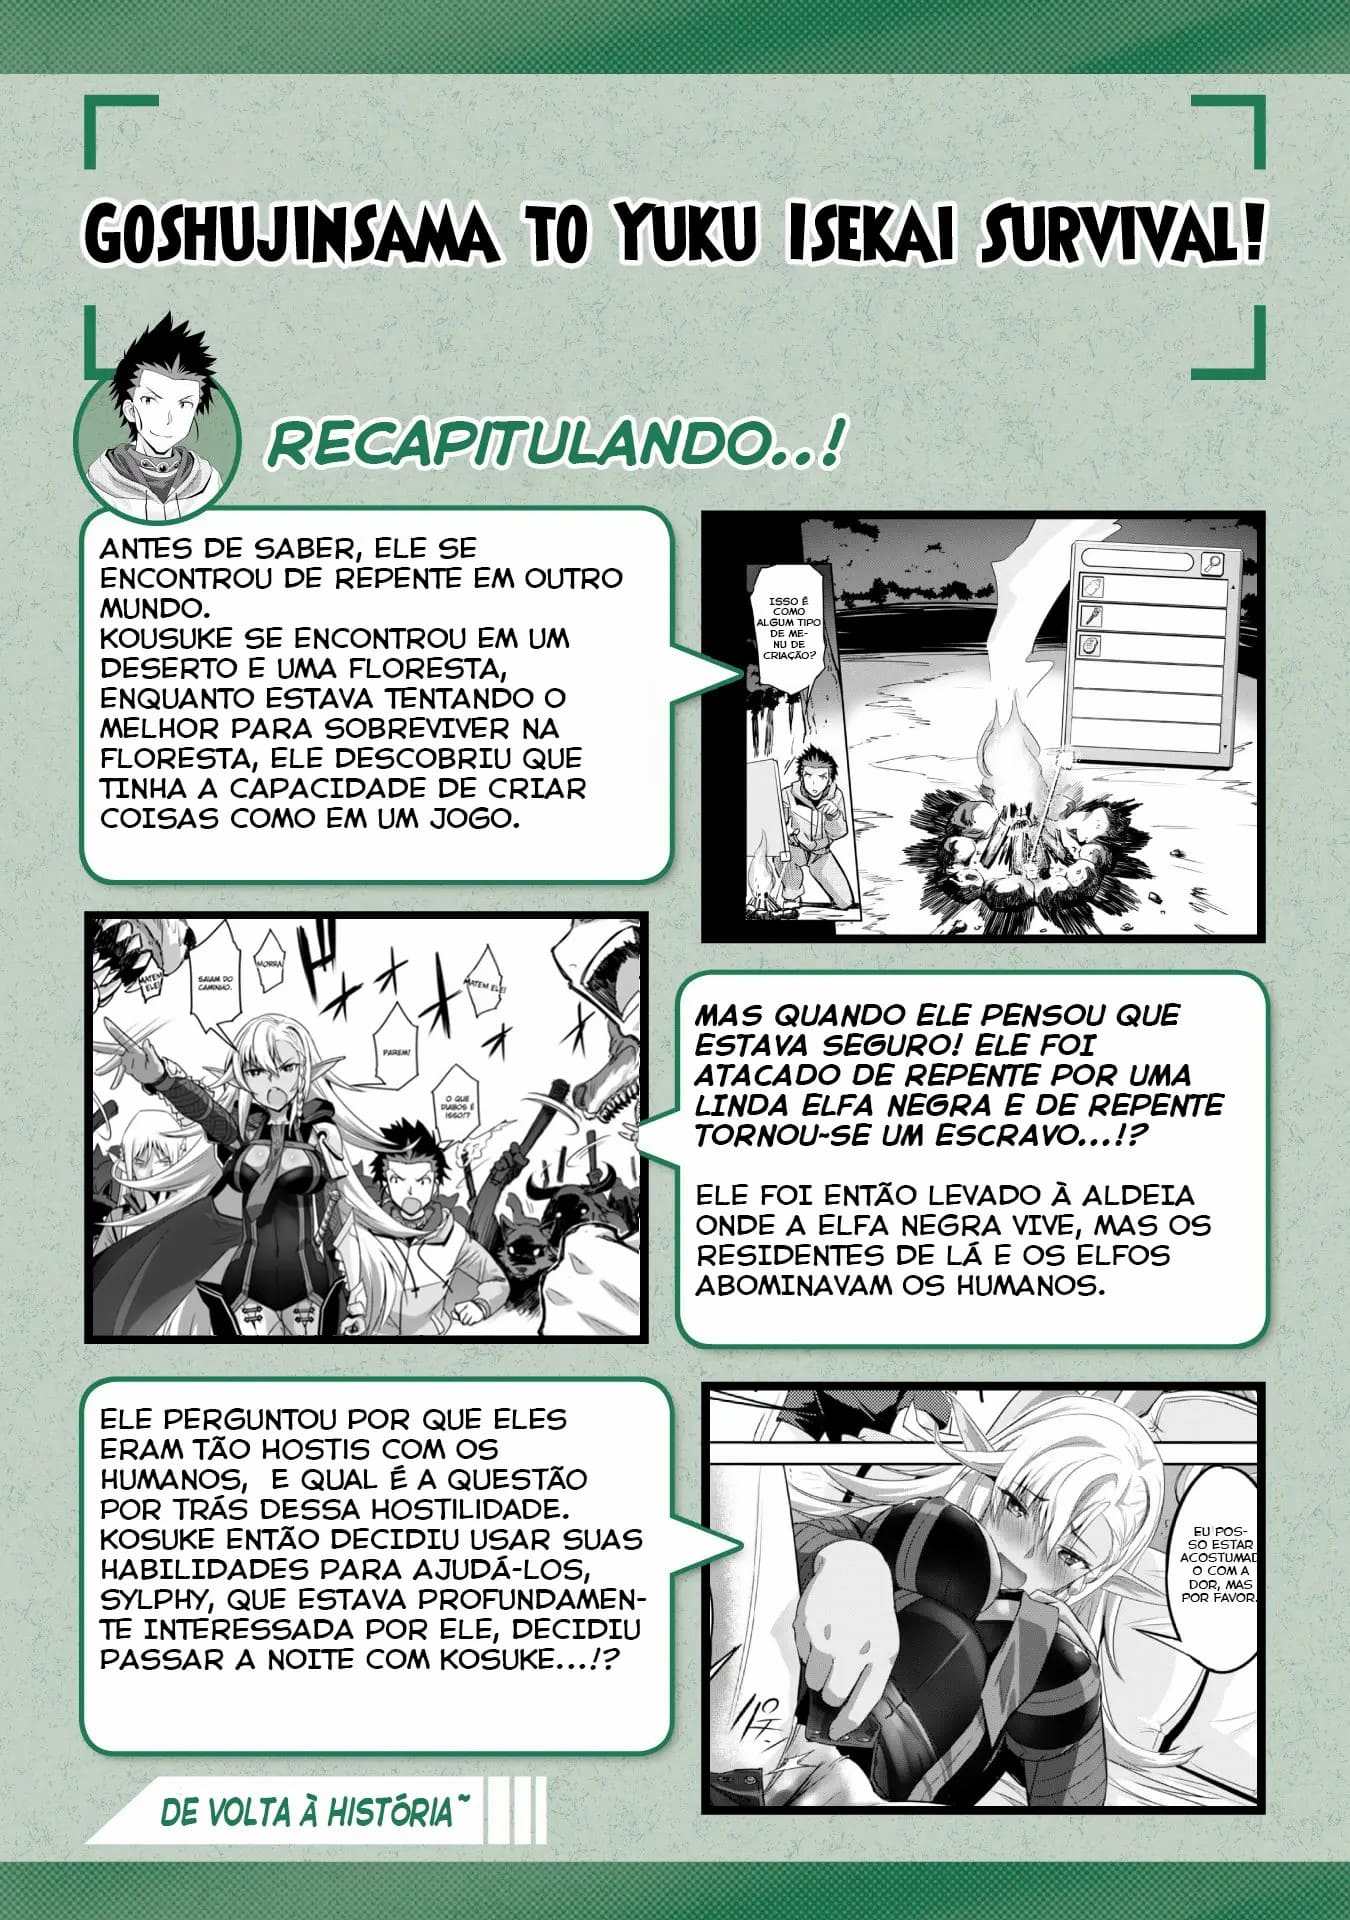 GOSHUJINSAMA TO YUKU ISEKAI SURVIVAL!
RECAPITULANDO..!
ANTES DE SABER, ELE SE
ENCONTROU DE REPENTE EM OUTRO
MUNDO.
KOUSUKE SE ENCONTROU EM UM
DESERTO E UMA FLORESTA,
ENQUANTO ESTAVA TENTANDO O
MELHOR PARA SOBREVIVER NA
FLORESTA, ELE DESCOBRIU QUE
TINHA A CAPACIDADE DE CRIAR
COISAS COMO EM UM JOGO.
ISSO É
COMO
ALGUM TIPO
DE ME-
NU DE
CRIAÇÃO?
MATEM
ELE!
SAIAM DO
CAMINHO.
MORRA
MATEM ELE!
PAREM!
O QUE
DIABOS É
ISSO!?
MAS QUANDO ELE PENSOU QUE
ESTAVA SEGURO! ELE FOI
ATACADO DE REPENTE POR UMA
LINDA ELFA NEGRA E DE REPENTE
TORNOU-SE UM ESCRAVO...!?
ELE FOI ENTÃO LEVADO À ALDEIA
ONDE A ELFA NEGRA VIVE, MAS OS
RESIDENTES DE LÁ E OS ELFOS
ABOMINAVAM OS HUMANOS.
ELE PERGUNTOU POR QUE ELES
ERAM TÃO HOSTIS COM OS
HUMANOS, E QUAL É A QUESTÃO
POR TRÁS DESSA HOSTILIDADE.
KOSUKE ENTÃO DECIDIU USAR SUAS
HABILIDADES PARA AJUDÁ-LOS,
SYLPHY, QUE ESTAVA PROFUNDAMEN-
TE INTERESSADA POR ELE, DECIDIU
PASSAR A NOITE COM KOSUKE...!?
EU POS-
SO ESTAR
ACOSTUMAD
O COM A
DOR, MAS
POR FAVOR.
DE VOLTA À HISTÓRIA~